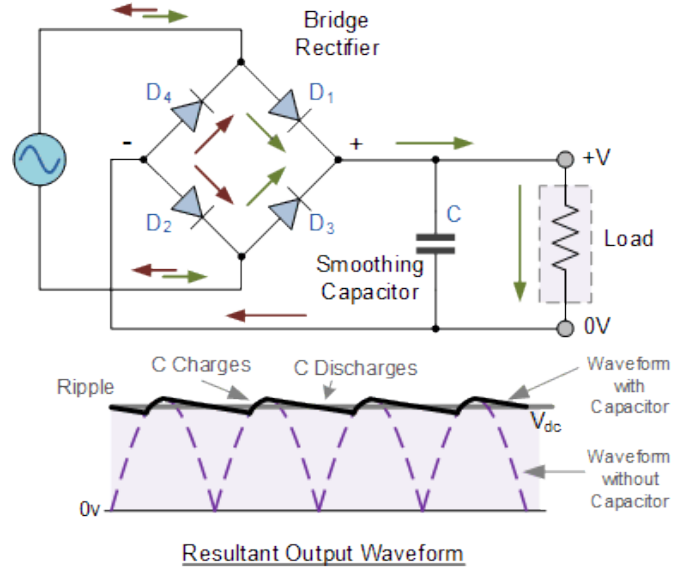 Bridge
Rectifier
D4
D1
-
+
+V
D2
D3
C
Load
Smoothing
Capacitor
0V
C Charges
C Discharges
Ripple
Waveform
with
Capacitor
Vdc
Waveform
without
Capacitor
0v
Resultant Output Waveform